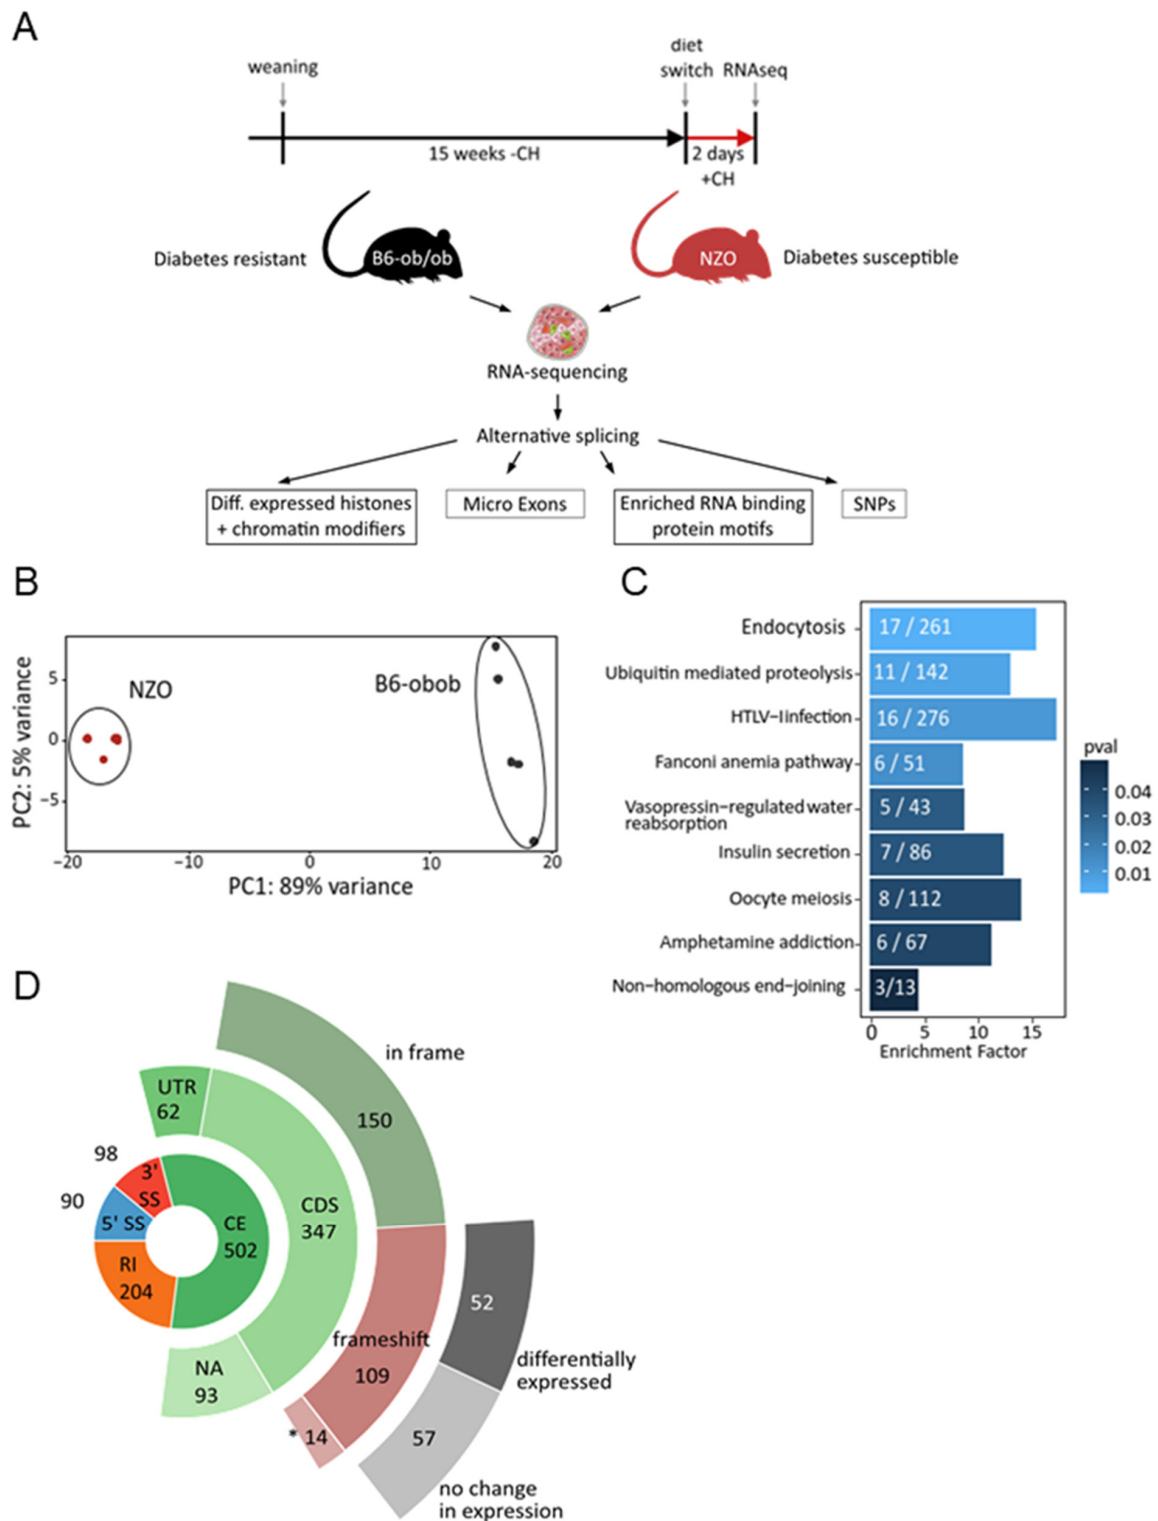 A
weaning
diet
switch
RNAseq
15 weeks -CH
2 days
+CH
Diabetes resistant
B6-ob/ob
NZO
Diabetes susceptible
RNA-sequencing
Alternative splicing
Diff. expressed histones
+ chromatin modifiers
Micro Exons
Enriched RNA binding
protein motifs
SNPs
B
PC2: 5% variance
5
0
−5
NZO
B6-obob
−20
−10
0
10
20
PC1: 89% variance
C
Endocytosis
17 / 261
Ubiquitin mediated proteolysis
11 / 142
HTLV−Iinfection
16 / 276
Fanconi anemia pathway
6 / 51
Vasopressin−regulated water
reabsorption
5 / 43
Insulin secretion
7 / 86
Oocyte meiosis
8 / 112
Amphetamine addiction
6 / 67
Non−homologous end−joining
3/13
0
5
10
15
Enrichment Factor
pval
0.04
0.03
0.02
0.01
D
in frame
150
UTR
62
CDS
347
98
3'
SS
90
5' SS
CE
502
RI
204
NA
93
frameshift
109
* 14
52
differentially
expressed
57
no change
in expression